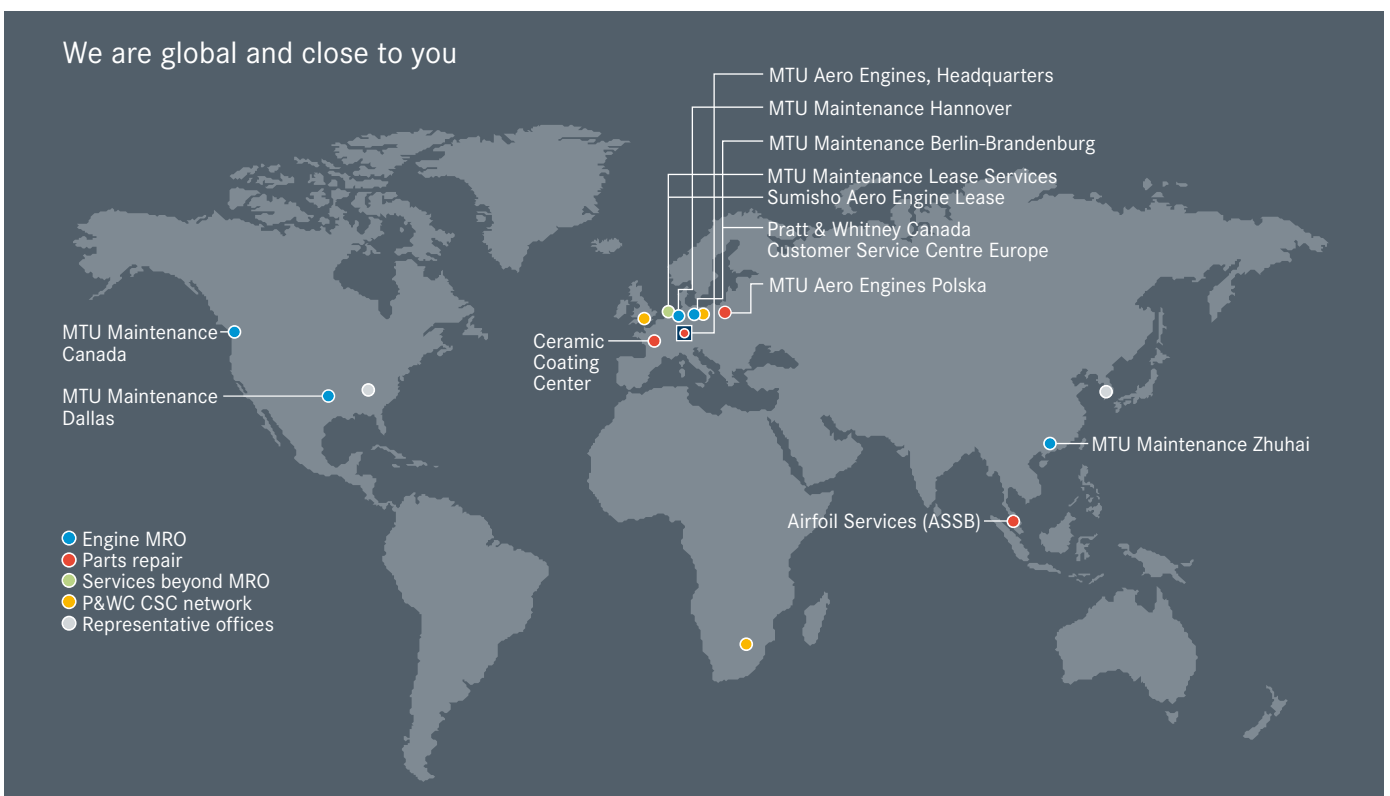 We are global and close to you
MTU Aero Engines, Headquarters
MTU Maintenance Hannover
MTU Maintenance Berlin-Brandenburg
MTU Maintenance Lease Services
Sumisho Aero Engine Lease
Pratt & Whitney Canada
Customer Service Centre Europe
MTU Aero Engines Polska
MTU Maintenance
Canada
Ceramic
Coating
Center
MTU Maintenance
Dallas
MTU Maintenance Zhuhai
Airfoil Services (ASSB)
Engine MRO
Parts repair
Services beyond MRO
P&WC CSC network
Representative offices